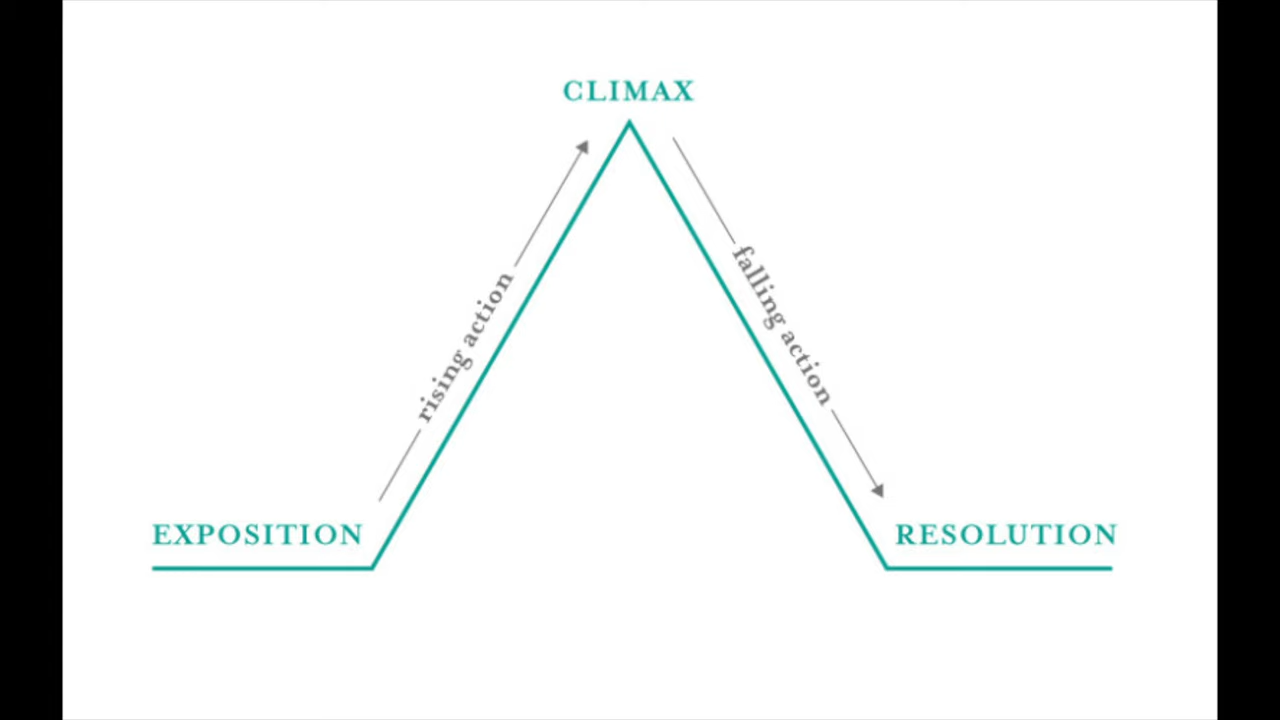 CLIMAX
rising action
falling action
EXPOSITION
RESOLUTION